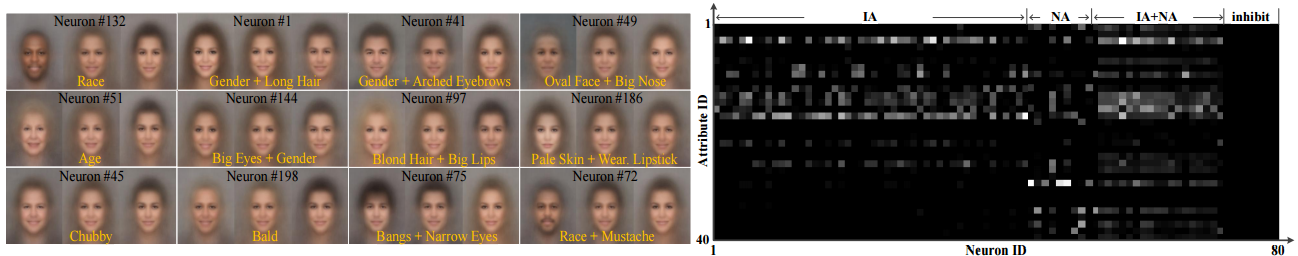 Neuron #132
Race
Neuron #1
Gender + Long Hair
Neuron #41
Gender + Arched Eyebrows
Neuron #49
Oval Face + Big Nose
Neuron #51
Age
Neuron #144
Big Eyes + Gender
Neuron #97
Blond Hair + Big Lips
Neuron #186
Pale Skin + Wear. Lipstick
Neuron #45
Chubby
Neuron #198
Bald
Neuron #75
Bangs + Narrow Eyes
Neuron #72
Race + Mustache
IA
NA
IA+NA
inhibit
1
Attribute ID
40
1
Neuron ID
80